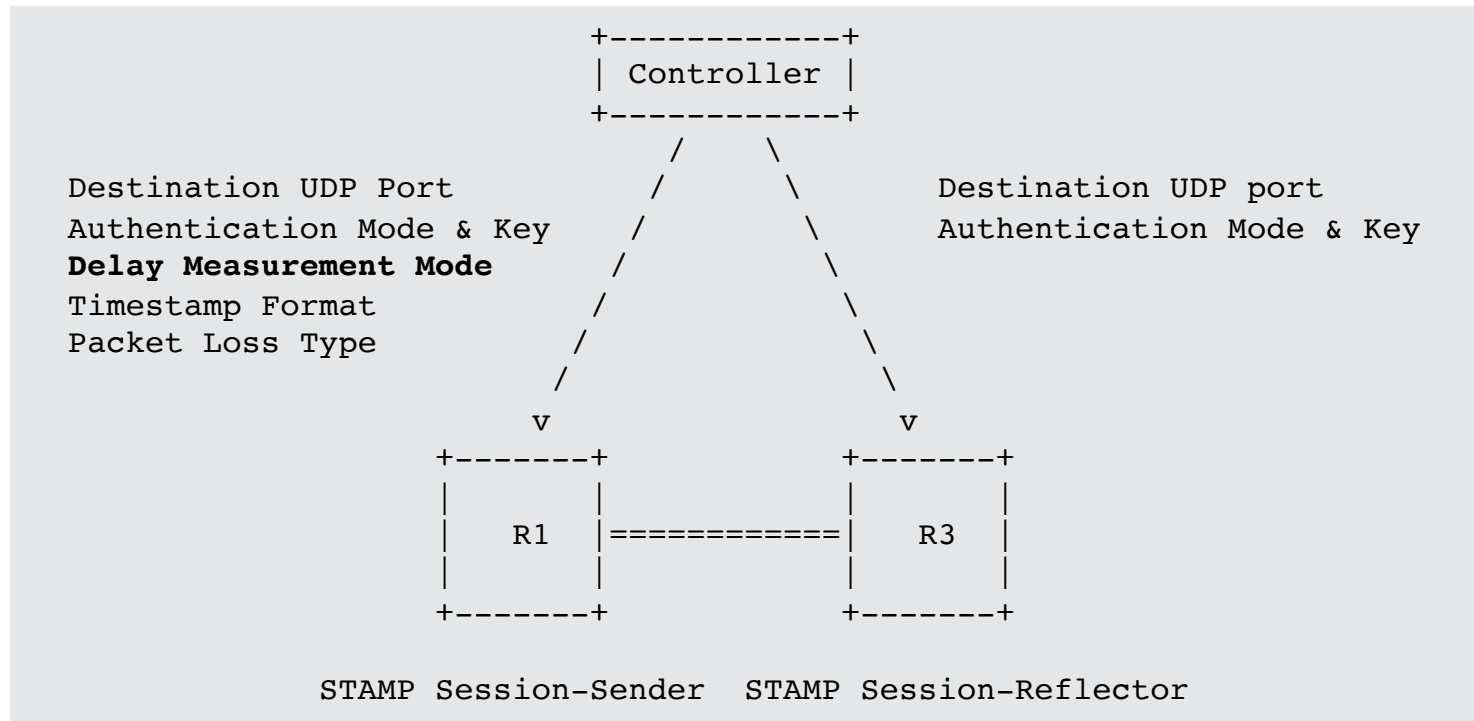 +------------+
| Controller |
+------------+
/ \
Destination UDP Port / \ Destination UDP port
Authentication Mode & Key / \ Authentication Mode & Key
Delay Measurement Mode / \
Timestamp Format / \
Packet Loss Type / \
/ \
v v
+-------+ +-------+
| | | |
| R1 |============| R3 |
| | | |
+-------+ +-------+
STAMP Session-Sender STAMP Session-Reflector